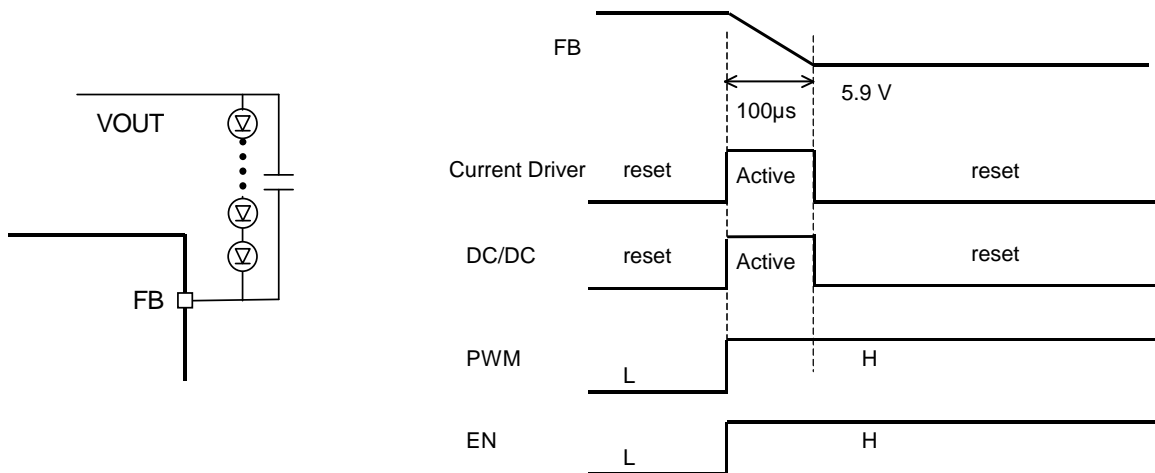 VOUT
FB
FB
5.9 V
100µs
Current Driver reset Active reset
DC/DC reset Active reset
PWM L H
EN L H